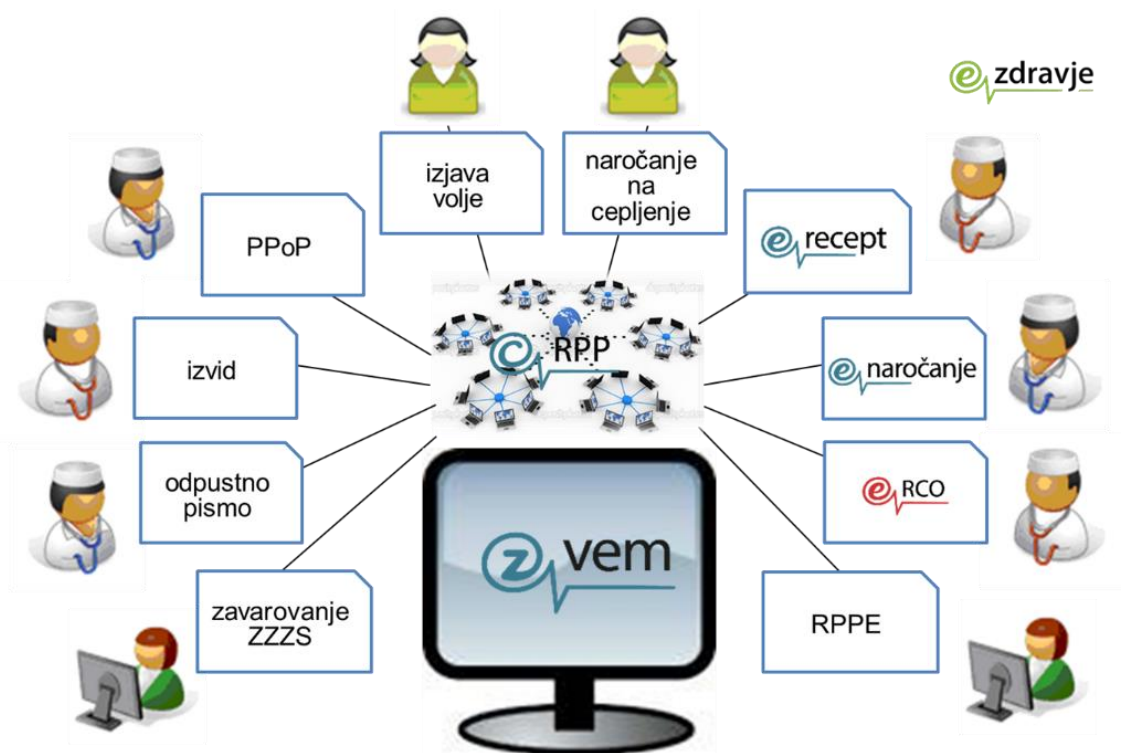 e zdravje
izjava
volje
naročanje
na
cepljenje
PPoP
e recept
izvid
e RPP
e naročanje
odpustno
pismo
e RCO
z vem
zavarovanje
ZZZS
RPPE